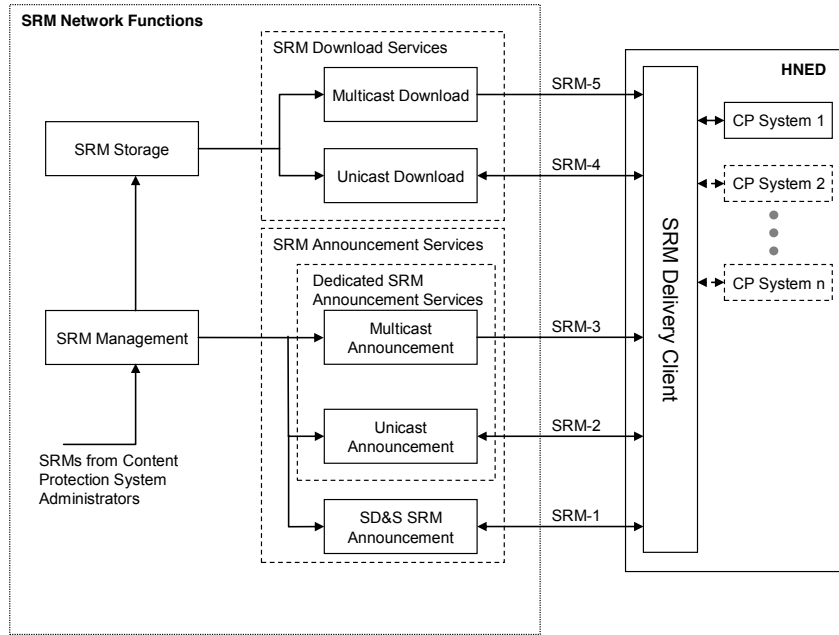 SRM Network Functions
SRM Download Services
Multicast Download
Unicast Download
SRM Storage
SRM Announcement Services
Dedicated SRM
Announcement Services
Multicast
Announcement
SRM Management
Unicast
Announcement
SRMs from Content
Protection System
Administrators
SD&S SRM
Announcement
SRM-5
SRM-4
SRM-3
SRM-2
SRM-1
HNED
SRM Delivery Client
CP System 1
CP System 2
CP System n